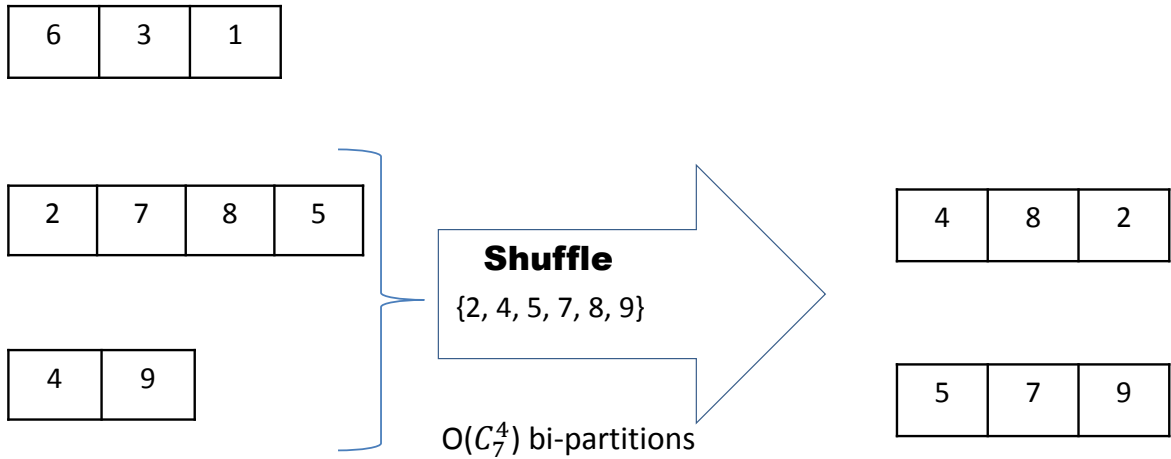 6 3 1
2 7 8 5
4 9
Shuffle
{2, 4, 5, 7, 8, 9}
O(𝐶₇⁴) bi-partitions
4 8 2
5 7 9